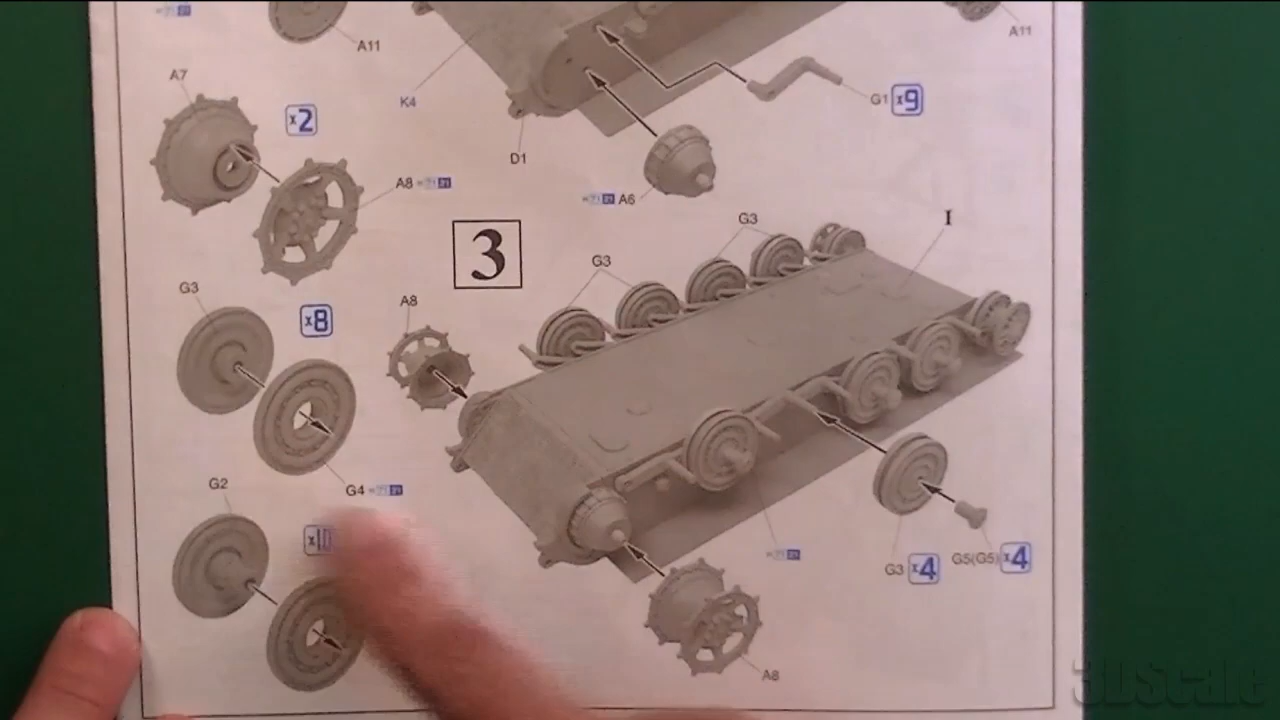 A11
A11
A7
K4
G1 x9
x2
D1
A8
A6
3
G3
I
G3
G3
A8
x8
G2
G4
x10
G3 x4
G5(G5) x4
A8
3DScale